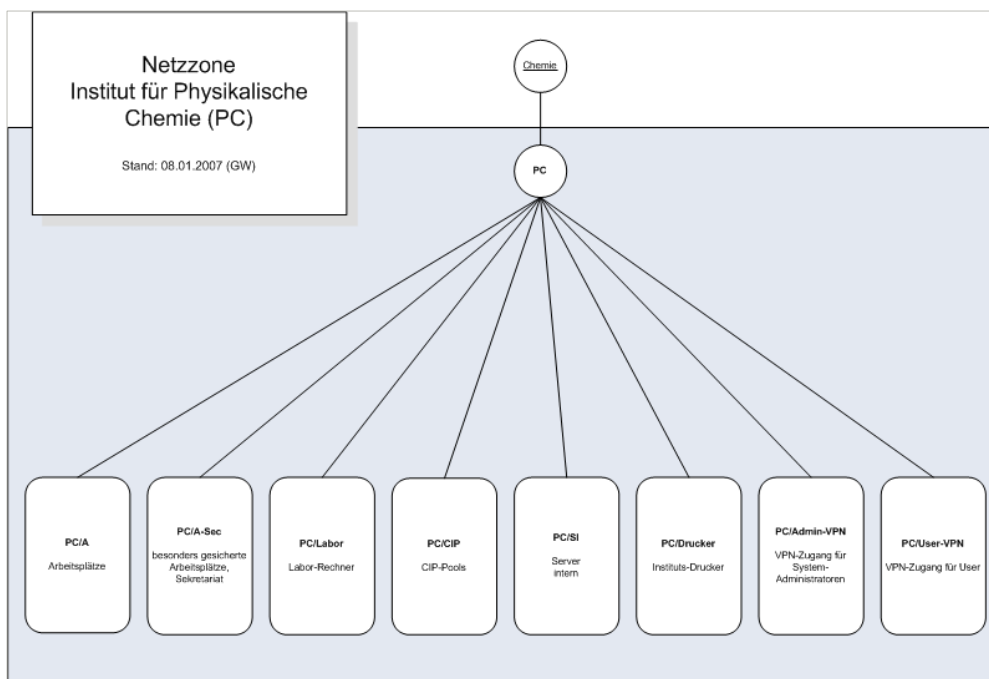 Netzzone
Institut für Physikalische
Chemie (PC)
Stand: 08.01.2007 (GW)
Chemie
PC
PC/A
Arbeitsplätze
PC/A-Sec
besonders gesicherte
Arbeitsplätze,
Sekretariat
PC/Labor
Labor-Rechner
PC/CIP
CIP-Pools
PC/SI
Server
intern
PC/Drucker
Instituts-Drucker
PC/Admin-VPN
VPN-Zugang für
System-
Administratoren
PC/User-VPN
VPN-Zugang für User